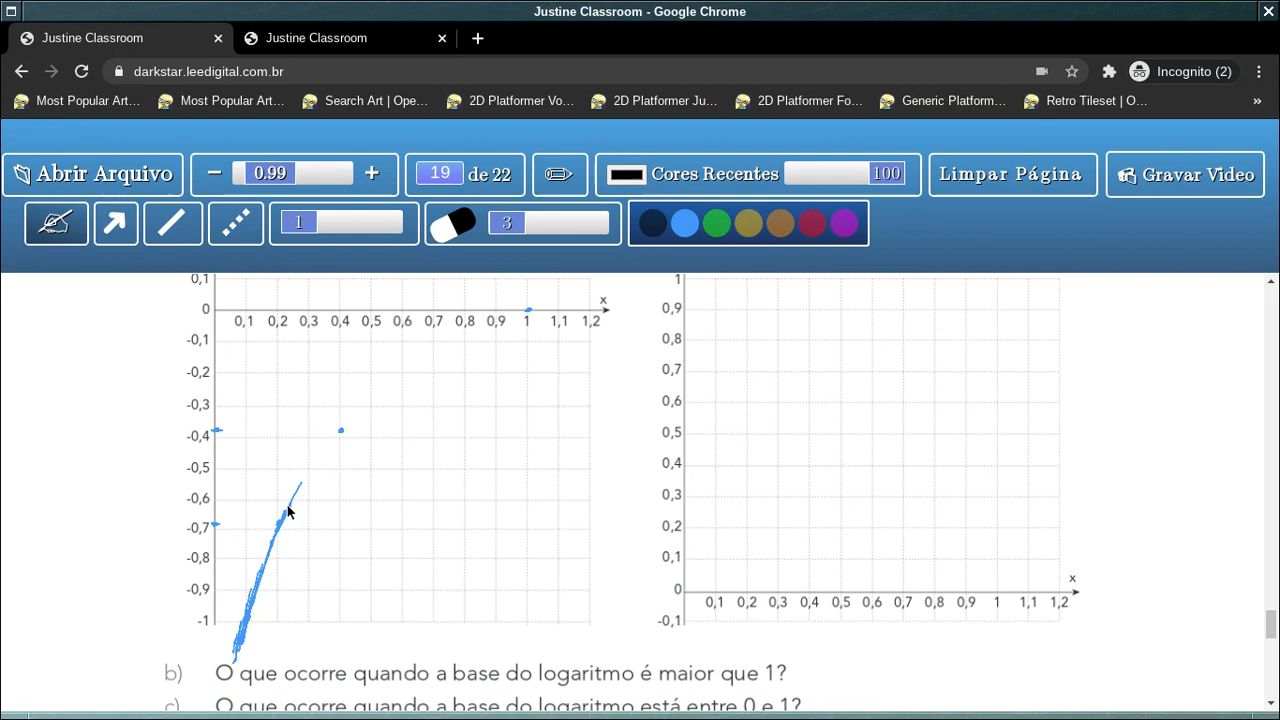 Justine Classroom - Google Chrome
Justine Classroom
Justine Classroom
darkstar.leedigital.com.br
Incognito (2)
Most Popular Art...
Most Popular Art...
Search Art | Ope...
2D Platformer Vo...
2D Platformer Ju...
2D Platformer Fo...
Generic Platform...
Retro Tileset | O...
»
Abrir Arquivo
− 0.99 +
19 de 22
Cores Recentes 100
Limpar Página
Gravar Video
1
3
0,1
0
-0,1
-0,2
-0,3
-0,4
-0,5
-0,6
-0,7
-0,8
-0,9
-1
x
0,1 0,2 0,3 0,4 0,5 0,6 0,7 0,8 0,9 1 1,1 1,2
1
0,9
0,8
0,7
0,6
0,5
0,4
0,3
0,2
0,1
0
-0,1
x
0,1 0,2 0,3 0,4 0,5 0,6 0,7 0,8 0,9 1 1,1 1,2
b) O que ocorre quando a base do logaritmo é maior que 1?
c) O que ocorre quando a base do logaritmo está entre 0 e 1?